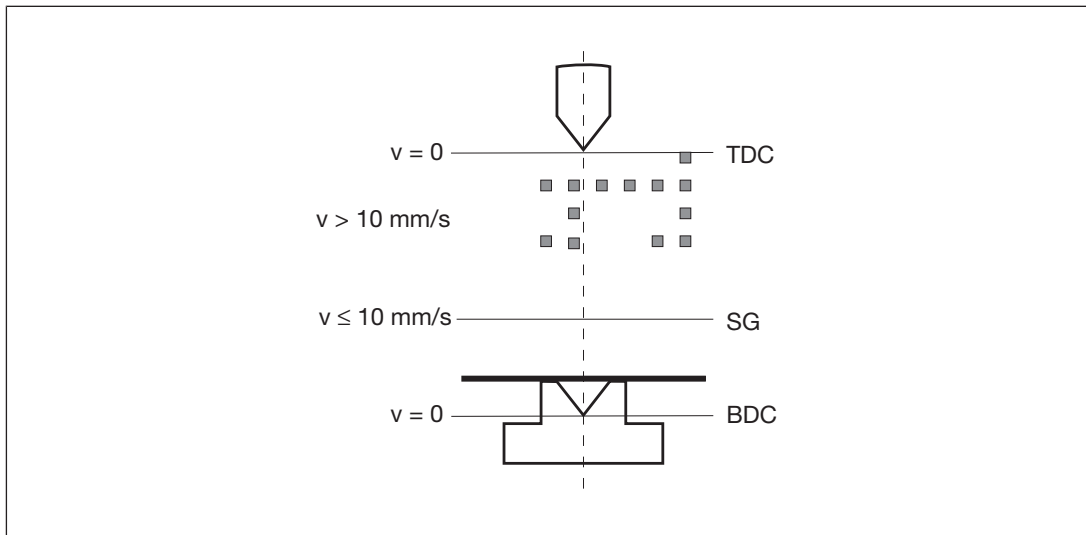 v = 0 TDC
v > 10 mm/s
v ≤ 10 mm/s SG
v = 0 BDC